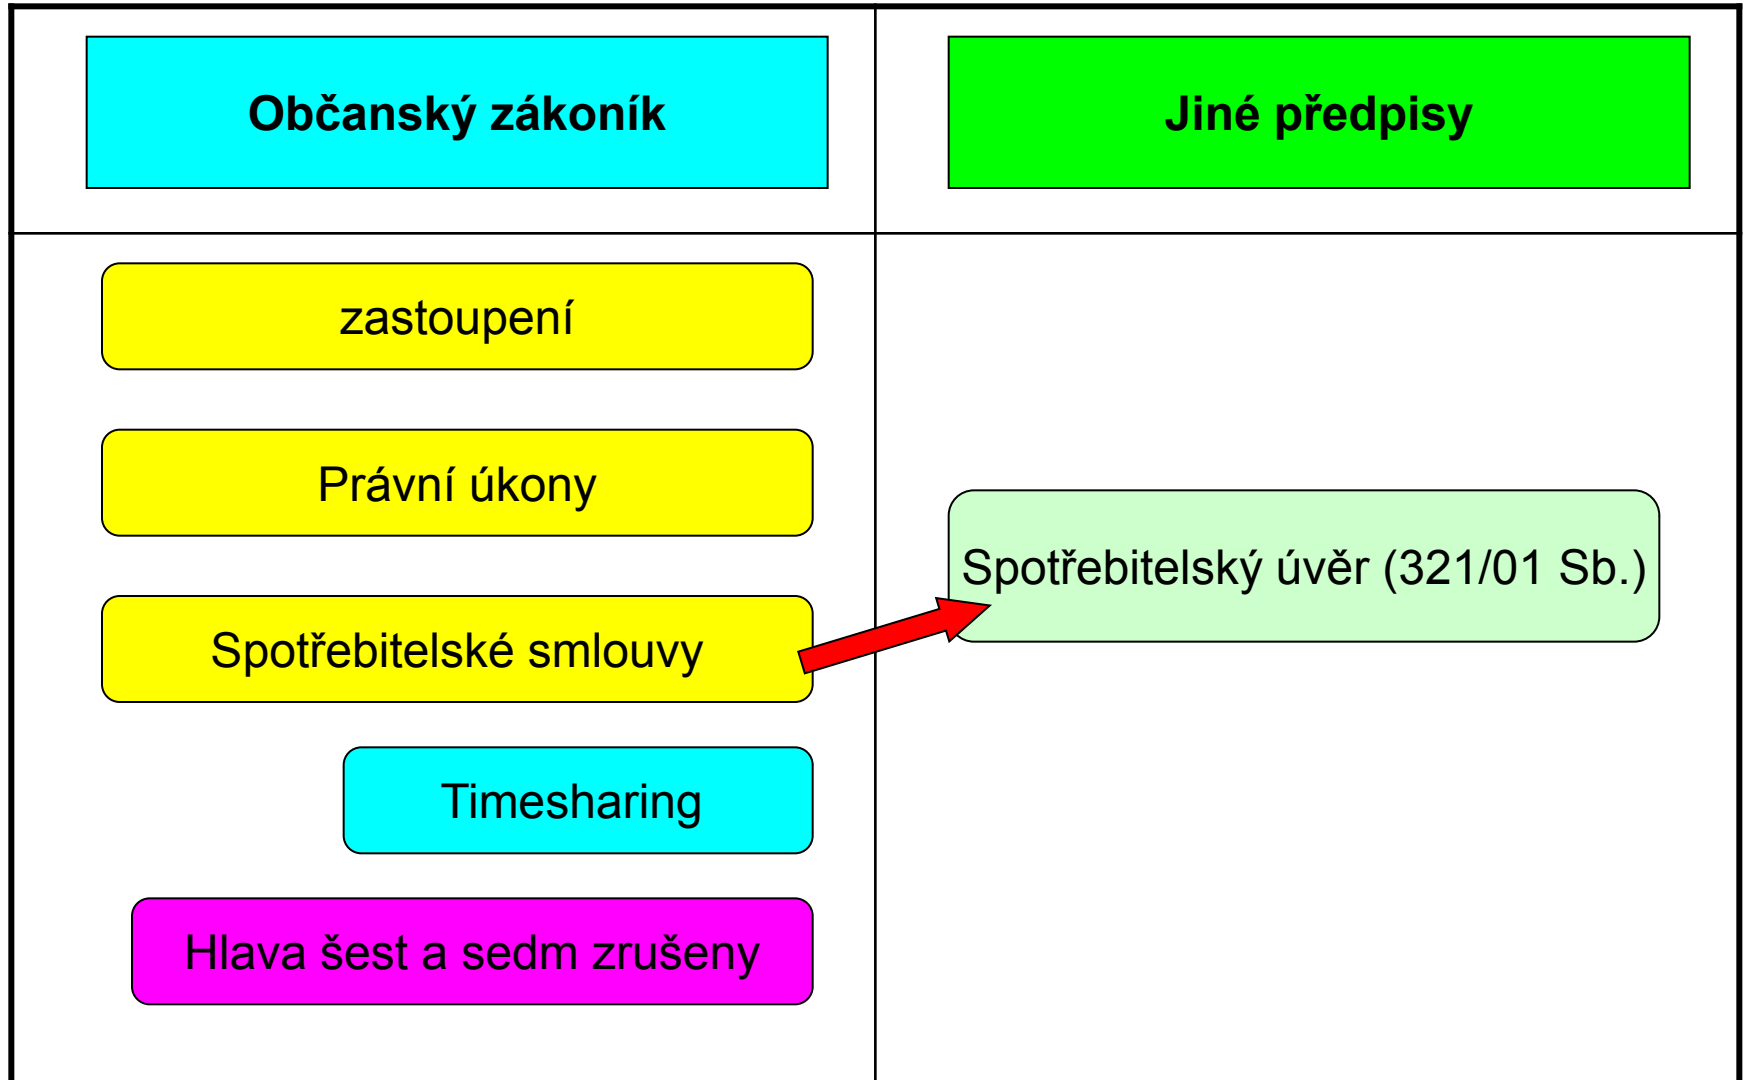 Občanský zákoník
Jiné předpisy
zastoupení
Právní úkony
Spotřebitelský úvěr (321/01 Sb.)
Spotřebitelské smlouvy
Timesharing
Hlava šest a sedm zrušeny